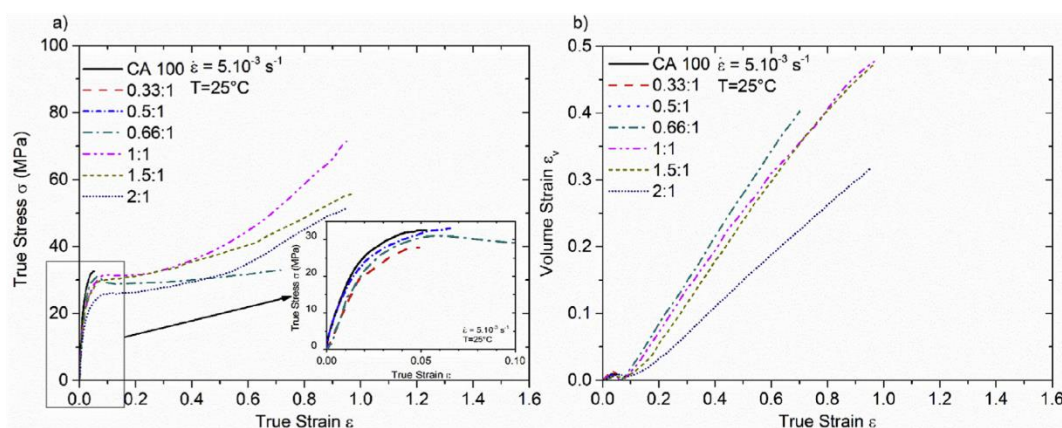 a)
100
80
60
40
20
0
True Stress σ (MPa)
CA 100 ε̇ = 5.10⁻³ s⁻¹
0.33:1 T=25°C
0.5:1
0.66:1
1:1
1.5:1
2:1
30
20
10
0
True Stress σ (MPa)
ε̇ = 5.10⁻³ s⁻¹
T=25°C
0.00 0.05 0.10
True Strain ε
0.0 0.2 0.4 0.6 0.8 1.0 1.2 1.4 1.6
True Strain ε
b)
0.5
0.4
0.3
0.2
0.1
0.0
Volume Strain εᵥ
CA 100 ε̇ = 5.10⁻³ s⁻¹
0.33:1 T=25°C
0.5:1
0.66:1
1:1
1.5:1
2:1
0.0 0.2 0.4 0.6 0.8 1.0 1.2 1.4 1.6
True Strain ε